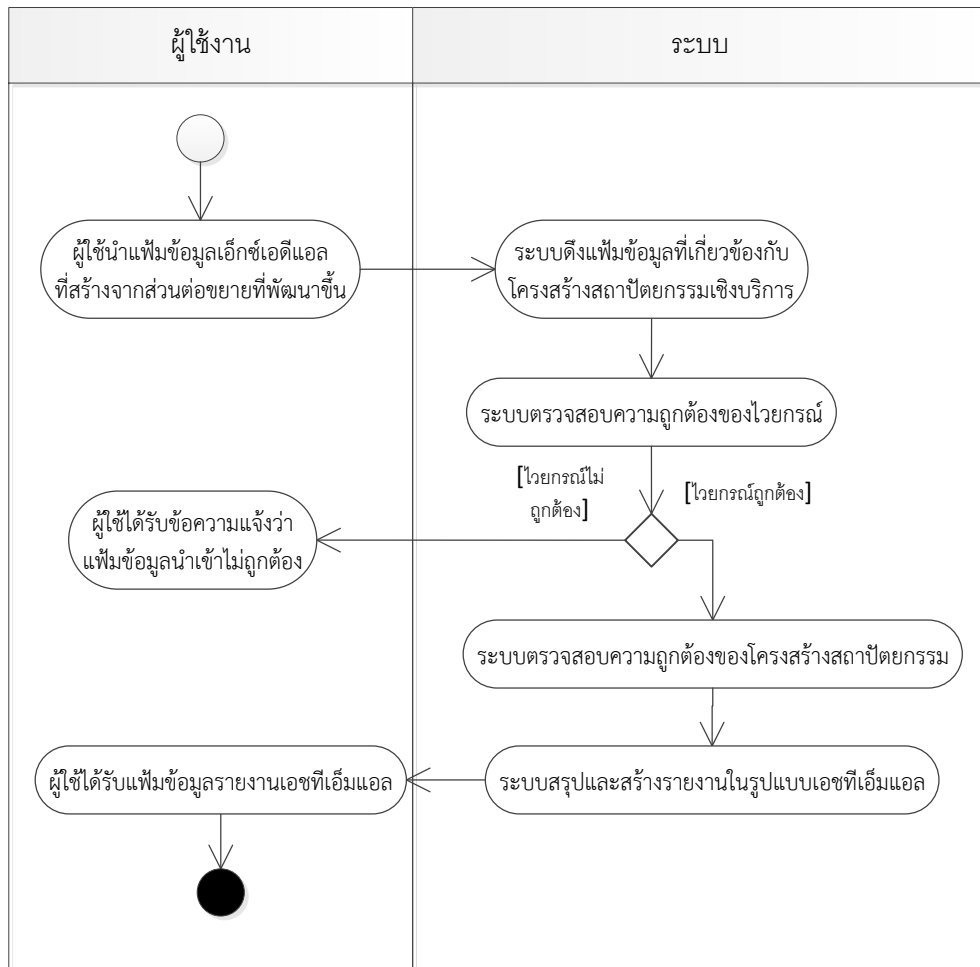 ผู้ใช้งาน
ระบบ
ผู้ใช้นำแฟ้มข้อมูลเอ็กซ์เอดีแอล
ที่สร้างจากส่วนต่อขยายที่พัฒนาขึ้น
ระบบดึงแฟ้มข้อมูลที่เกี่ยวข้องกับ
โครงสร้างสถาปัตยกรรมเชิงบริการ
ระบบตรวจสอบความถูกต้องของไวยกรณ์
[ไวยกรณ์ไม่
ถูกต้อง]
[ไวยกรณ์ถูกต้อง]
ผู้ใช้ได้รับข้อความแจ้งว่า
แฟ้มข้อมูลนำเข้าไม่ถูกต้อง
ระบบตรวจสอบความถูกต้องของโครงสร้างสถาปัตยกรรม
ผู้ใช้ได้รับแฟ้มข้อมูลรายงานเอชทีเอ็มแอล
ระบบสรุปและสร้างรายงานในรูปแบบเอชทีเอ็มแอล